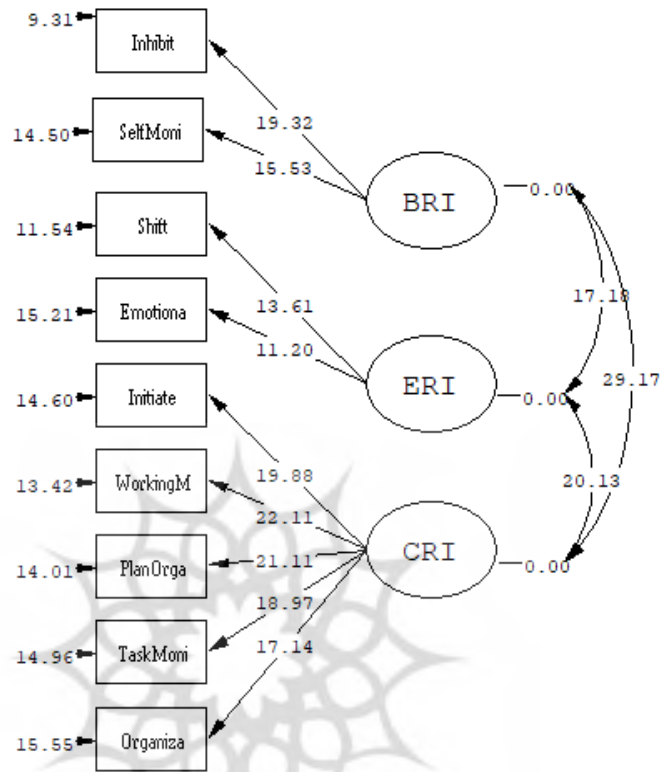 9.31
Inhibit
19.32
14.50
SelfMoni
15.53
BRI
0.00
11.54
Shift
13.61
17.18
15.21
Emotiona
11.20
ERI
0.00
29.17
14.60
Initiate
19.88
20.13
13.42
WorkingM
22.11
CRI
0.00
14.01
PlanOrga
21.11
18.97
14.96
TaskMoni
17.14
15.55
Organiza